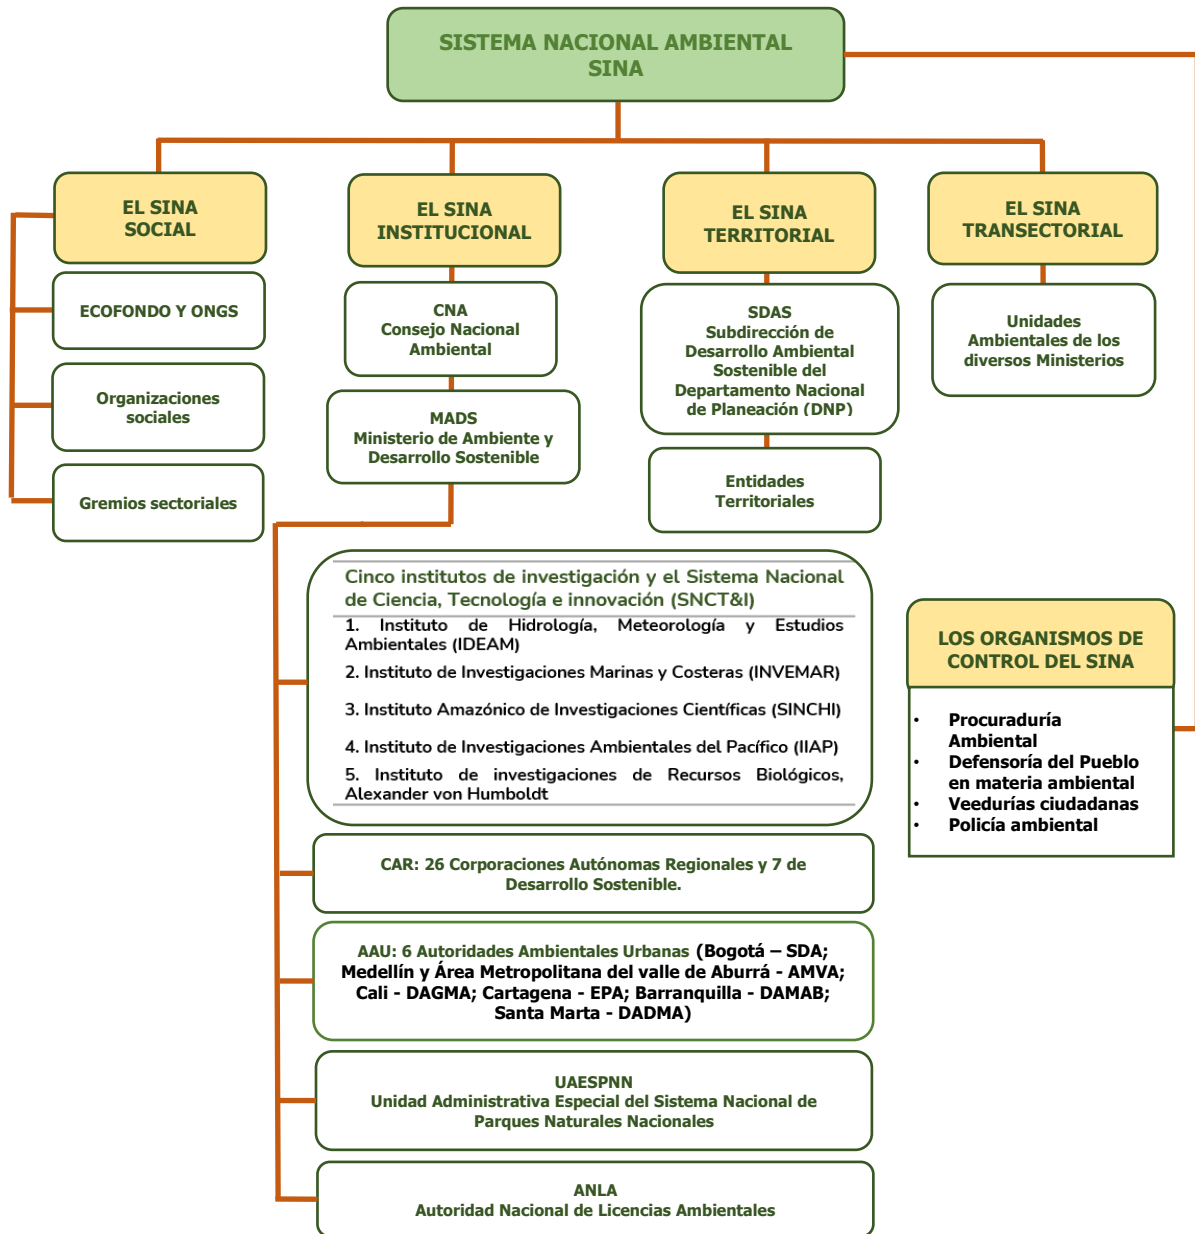 SISTEMA NACIONAL AMBIENTAL
SINA
EL SINA
SOCIAL
ECOFONDO Y ONGS
Organizaciones
sociales
Gremios sectoriales
EL SINA
INSTITUCIONAL
CNA
Consejo Nacional
Ambiental
MADS
Ministerio de Ambiente y
Desarrollo Sostenible
EL SINA
TERRITORIAL
SDAS
Subdirección de
Desarrollo Ambiental
Sostenible del
Departamento Nacional
de Planeación (DNP)
Entidades
Territoriales
EL SINA
TRANSECTORIAL
Unidades
Ambientales de los
diversos Ministerios
Cinco institutos de investigación y el Sistema Nacional
de Ciencia, Tecnología e innovación (SNCT&I)
1. Instituto de Hidrología, Meteorología y Estudios
Ambientales (IDEAM)
2. Instituto de Investigaciones Marinas y Costeras (INVEMAR)
3. Instituto Amazónico de Investigaciones Científicas (SINCHI)
4. Instituto de Investigaciones Ambientales del Pacífico (IIAP)
5. Instituto de investigaciones de Recursos Biológicos,
Alexander von Humboldt
CAR: 26 Corporaciones Autónomas Regionales y 7 de
Desarrollo Sostenible.
AAU: 6 Autoridades Ambientales Urbanas (Bogotá – SDA;
Medellín y Área Metropolitana del valle de Aburrá - AMVA;
Cali - DAGMA; Cartagena - EPA; Barranquilla - DAMAB;
Santa Marta - DADMA)
UAESPNN
Unidad Administrativa Especial del Sistema Nacional de
Parques Naturales Nacionales
ANLA
Autoridad Nacional de Licencias Ambientales
LOS ORGANISMOS DE
CONTROL DEL SINA
• Procuraduría
Ambiental
• Defensoría del Pueblo
en materia ambiental
• Veedurías ciudadanas
• Policía ambiental